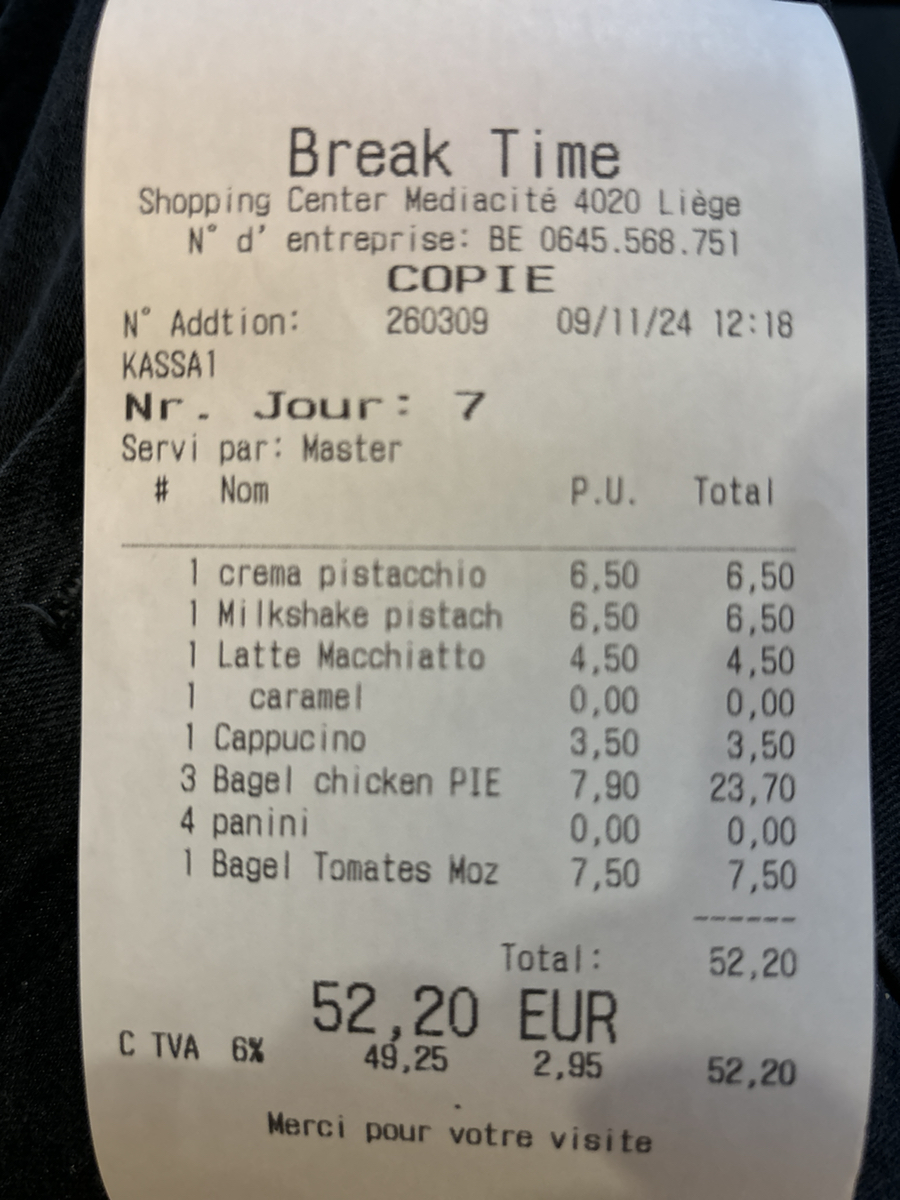 Break Time
Shopping Center Mediacité 4020 Liège
N° d' entreprise: BE 0645.568.751
COPIE
N° Addtion: 260309 09/11/24 12:18
KASSA1
Nr. Jour: 7
Servi par: Master
# Nom P.U. Total
1 crema pistacchio 6,50 6,50
1 Milkshake pistach 6,50 6,50
1 Latte Macchiatto 4,50 4,50
1 caramel 0,00 0,00
1 Cappucino 3,50 3,50
3 Bagel chicken PIE 7,90 23,70
4 panini 0,00 0,00
1 Bagel Tomates Moz 7,50 7,50
------
Total: 52,20
52,20 EUR
C TVA 6% 49,25 2,95 52,20
Merci pour votre visite